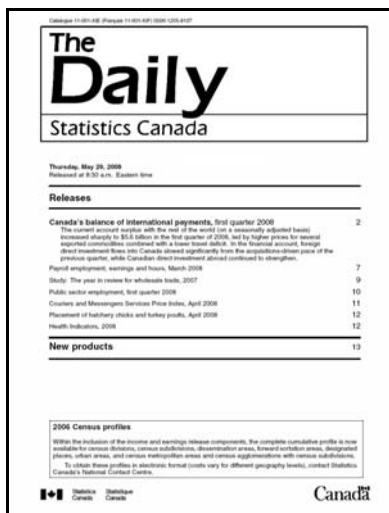 Catalogue 11-001-XIE (Français 11-001-XIF) ISSN 1205-9137
The
Daily
Statistics Canada
Thursday, May 29, 2008
Released at 8:30 a.m. Eastern time
Releases
Canada's balance of international payments, first quarter 2008 2
The current account surplus with the rest of the world (on a seasonally adjusted basis)
increased sharply to $5.6 billion in the first quarter of 2008, led by higher prices for several
exported commodities combined with a lower travel deficit. In the financial account, foreign
direct investment flows into Canada slowed significantly from the acquisitions-driven pace of the
previous quarter, while Canadian direct investment abroad continued to strengthen.
Payroll employment, earnings and hours, March 2008 7
Study: The year in review for wholesale trade, 2007 9
Public sector employment, first quarter 2008 10
Couriers and Messengers Services Price Index, April 2008 11
Placement of hatchery chicks and turkey poults, April 2008 12
Health Indicators, 2008 12
New products 13
2006 Census profiles
Within the inclusion of the income and earnings release components, the complete cumulative profile is now
available for census divisions, census subdivisions, dissemination areas, forward sortation areas, designated
places, urban areas, and census metropolitan areas and census agglomerations with census subdivisions.
To obtain these profiles in electronic format (costs vary for different geography levels), contact Statistics
Canada's National Contact Centre.
Statistics Statistique
Canada Canada
Canada